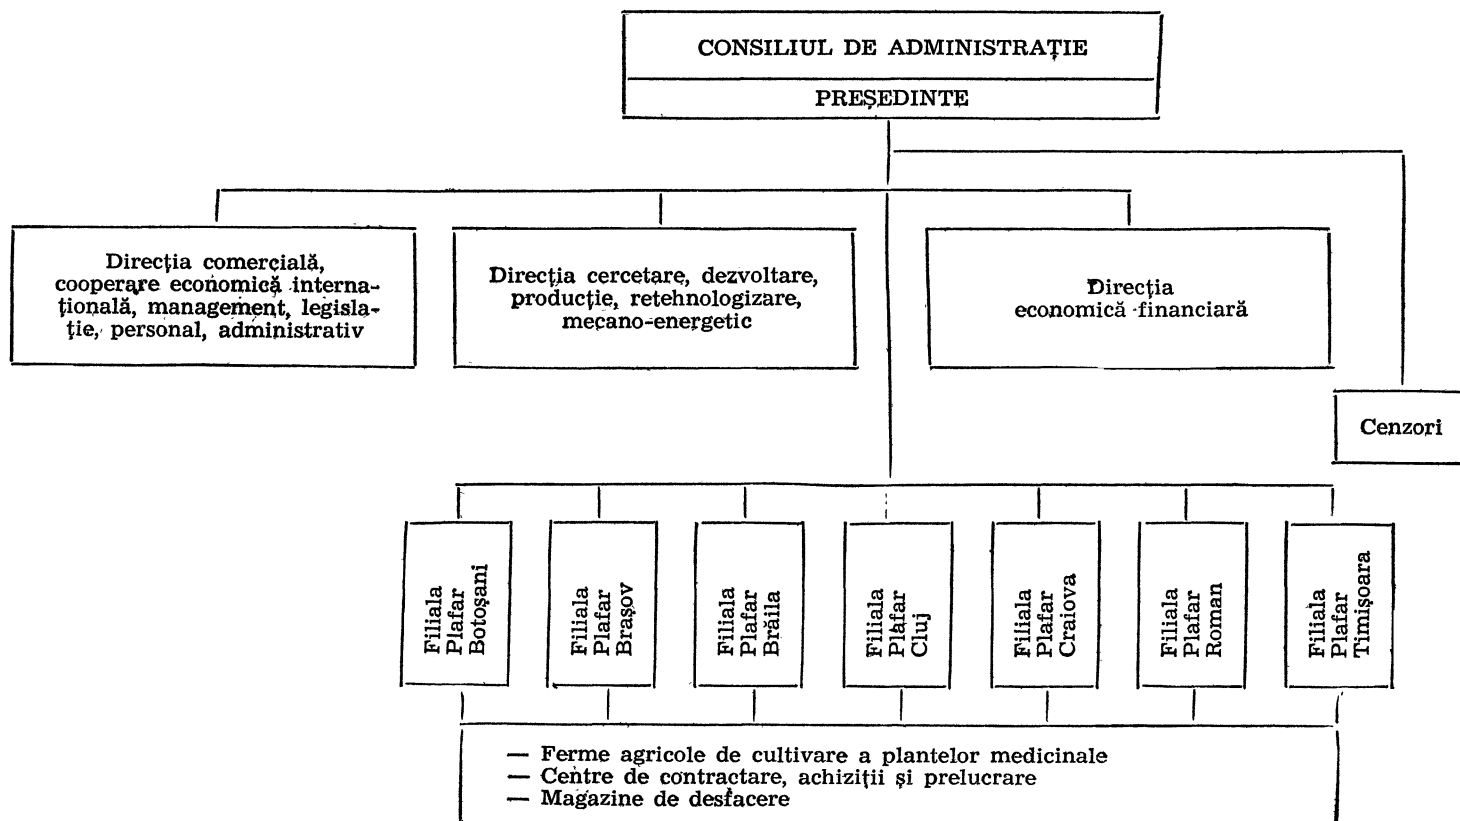 CONSILIUL DE ADMINISTRAȚIE
PREȘEDINTE
Direcția comercială,
cooperare economică interna-
țională, management, legisla-
ție, personal, administrativ
Direcția cercetare, dezvoltare,
producție, retehnologizare,
mecano-energetic
Direcția
economică financiară
Cenzori
Filiala
Plafar
Botoșani
Filiala
Plafar
Brașov
Filiala
Plafar
Brăila
Filiala
Plafar
Cluj
Filiala
Plafar
Craiova
Filiala
Plafar
Roman
Filiala
Plafar
Timișoara
— Ferme agricole de cultivare a plantelor medicinale
— Centre de contractare, achiziții și prelucrare
— Magazine de desfacere